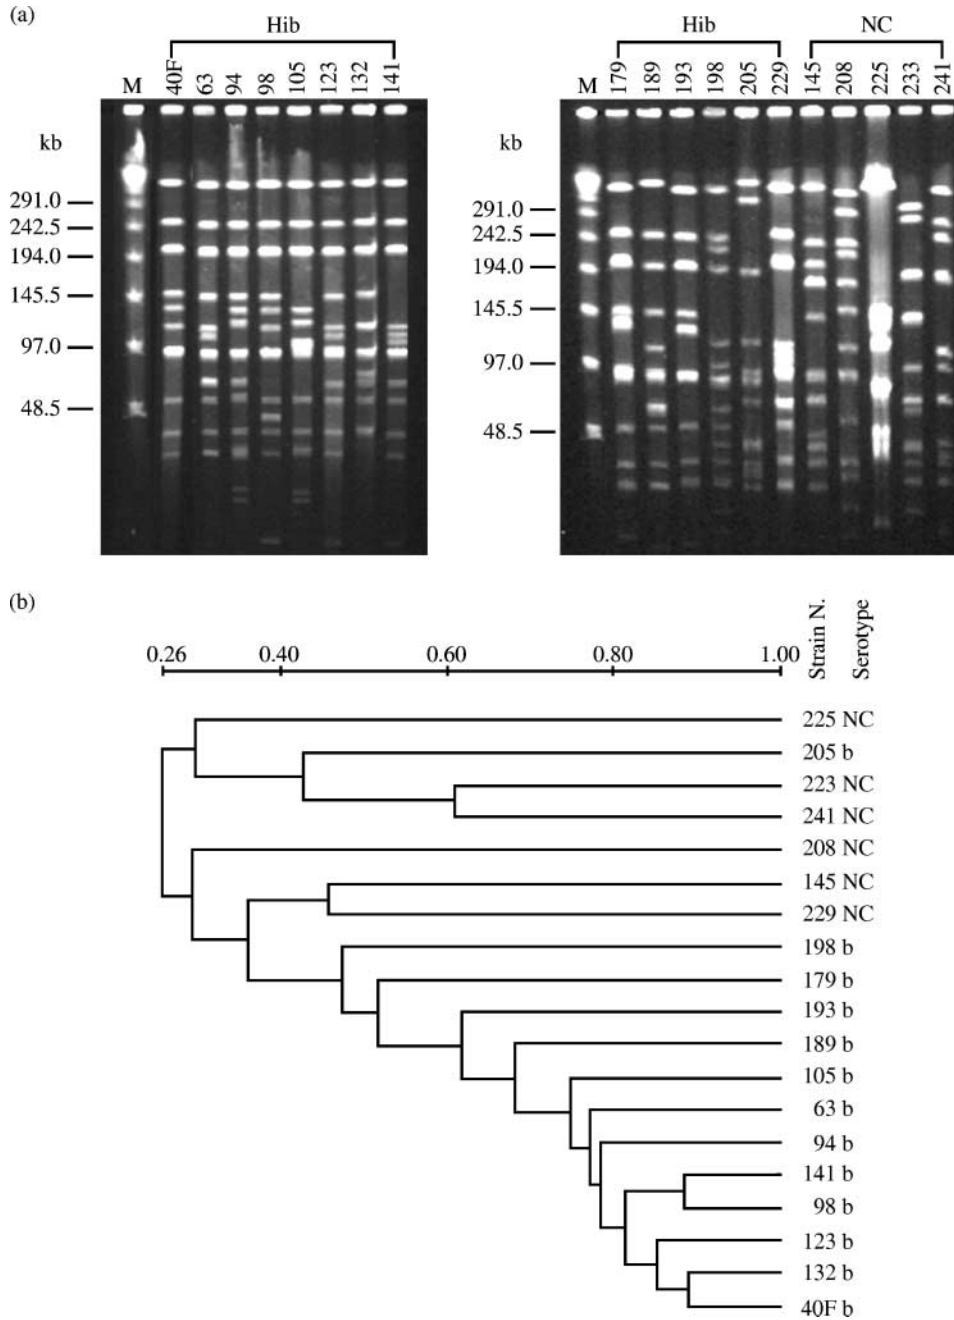 (a)
Hib
M 40F 63 94 98 105 123 132 141
kb
291.0
242.5
194.0
145.5
97.0
48.5
Hib NC
M 179 189 193 198 205 229 145 208 225 233 241
kb
291.0
242.5
194.0
145.5
97.0
48.5
(b)
Strain N. Serotype
0.26 0.40 0.60 0.80 1.00
225 NC
205 b
223 NC
241 NC
208 NC
145 NC
229 NC
198 b
179 b
193 b
189 b
105 b
63 b
94 b
141 b
98 b
123 b
132 b
40F b